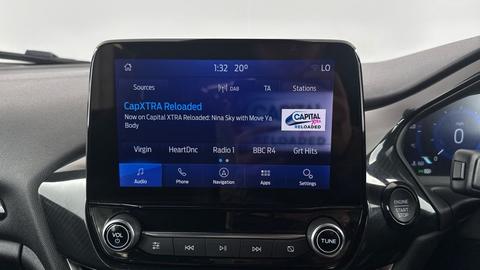 1:32 20° LO
Sources DAB TA Stations
CapXTRA Reloaded
Now on Capital XTRA Reloaded: Nina Sky with Move Ya
Body
CAPITAL
XTRA
RELOADED
Virgin HeartDnc Radio 1 BBC R4 Grt Hits
Audio Phone Navigation Apps Settings
VOL
TUNE
ENGINE
START
STOP